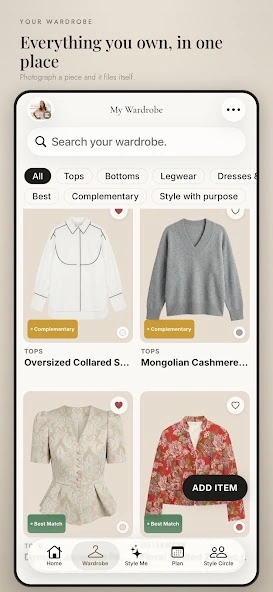 YOUR WARDROBE
Everything you own, in one
place
Photograph a piece and it files itself.
My Wardrobe
Search your wardrobe.
All Tops Bottoms Legwear Dresses &
Best Complementary Style with purpose
+ Complementary + Complementary
TOPS TOPS
Oversized Collared S... Mongolian Cashmere...
ADD ITEM
+ Best Match + Best Match
Home Wardrobe Style Me Plan Style Circle